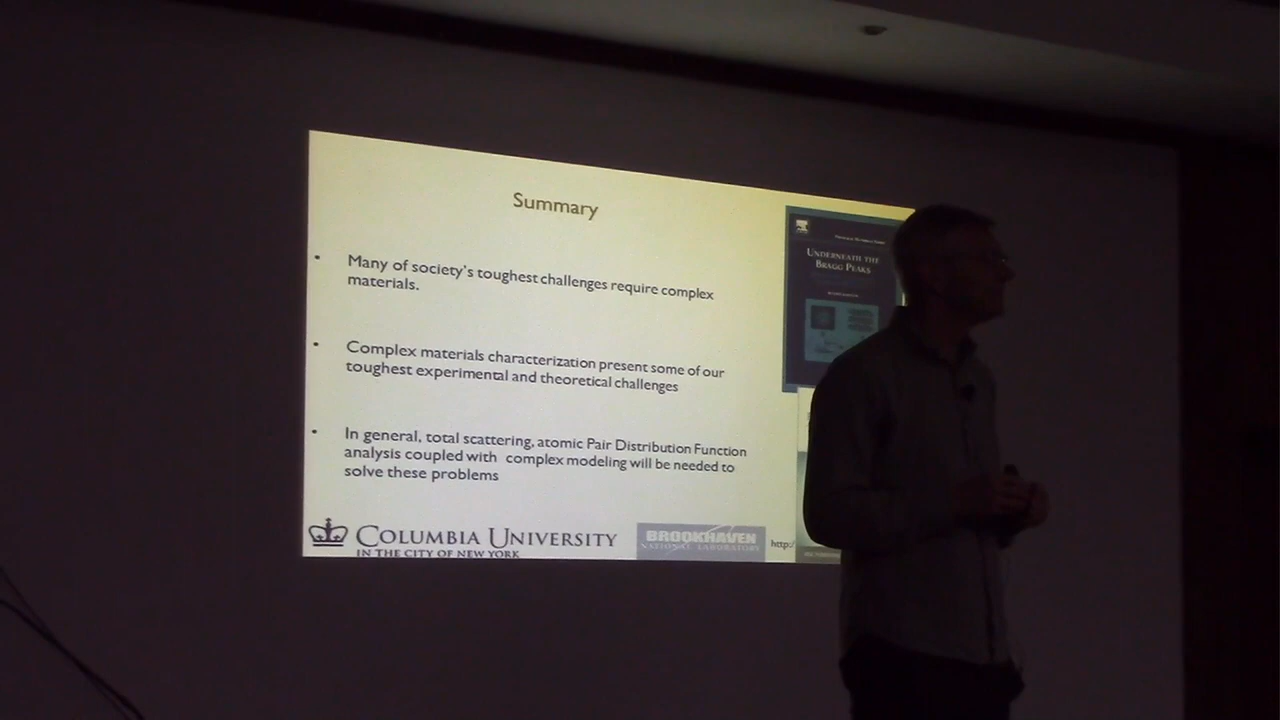 Summary
• Many of society's toughest challenges require complex
materials.
• Complex materials characterization present some of our
toughest experimental and theoretical challenges
• In general, total scattering, atomic Pair Distribution Function
analysis coupled with complex modeling will be needed to
solve these problems
UNDERNEATH THE
BRAGG PEAKS
COLUMBIA UNIVERSITY
IN THE CITY OF NEW YORK
BROOKHAVEN
NATIONAL LABORATORY
http:/